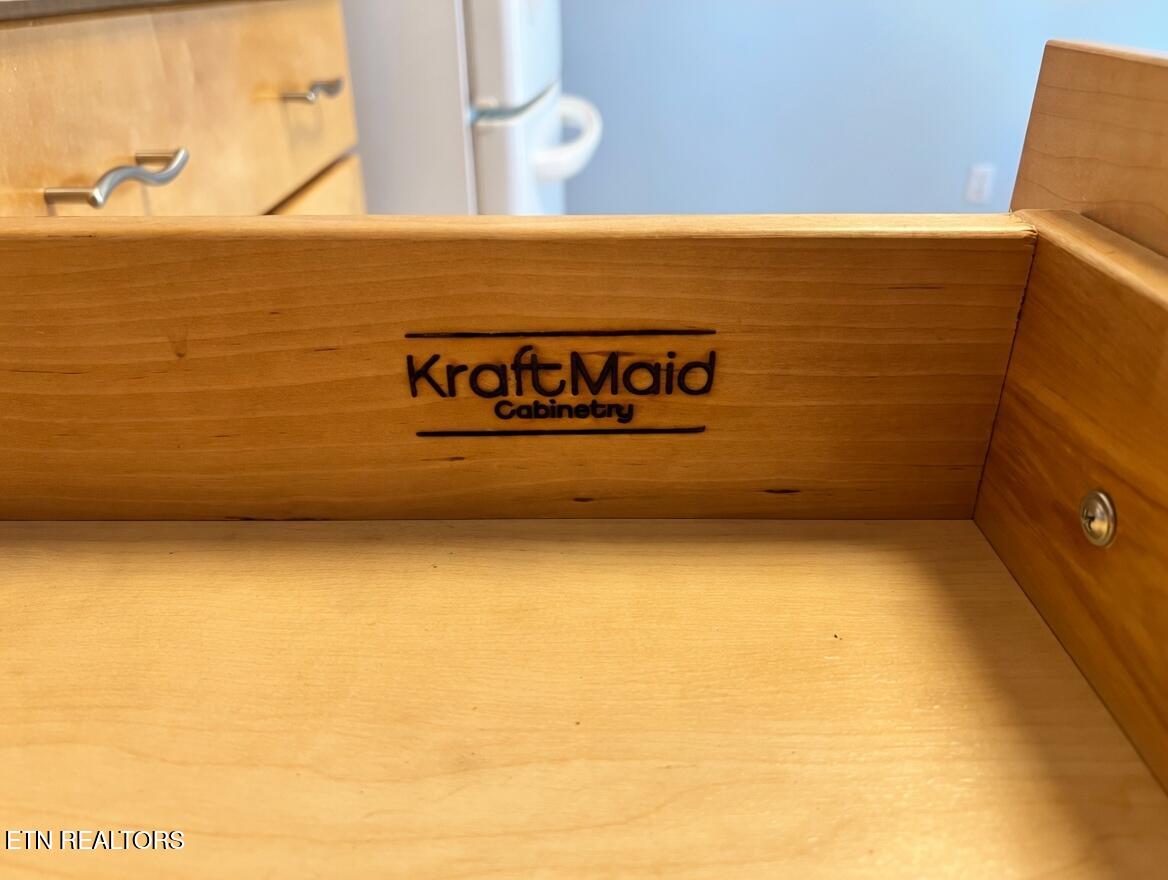 KraftMaid
Cabinetry
ETN REALTORS